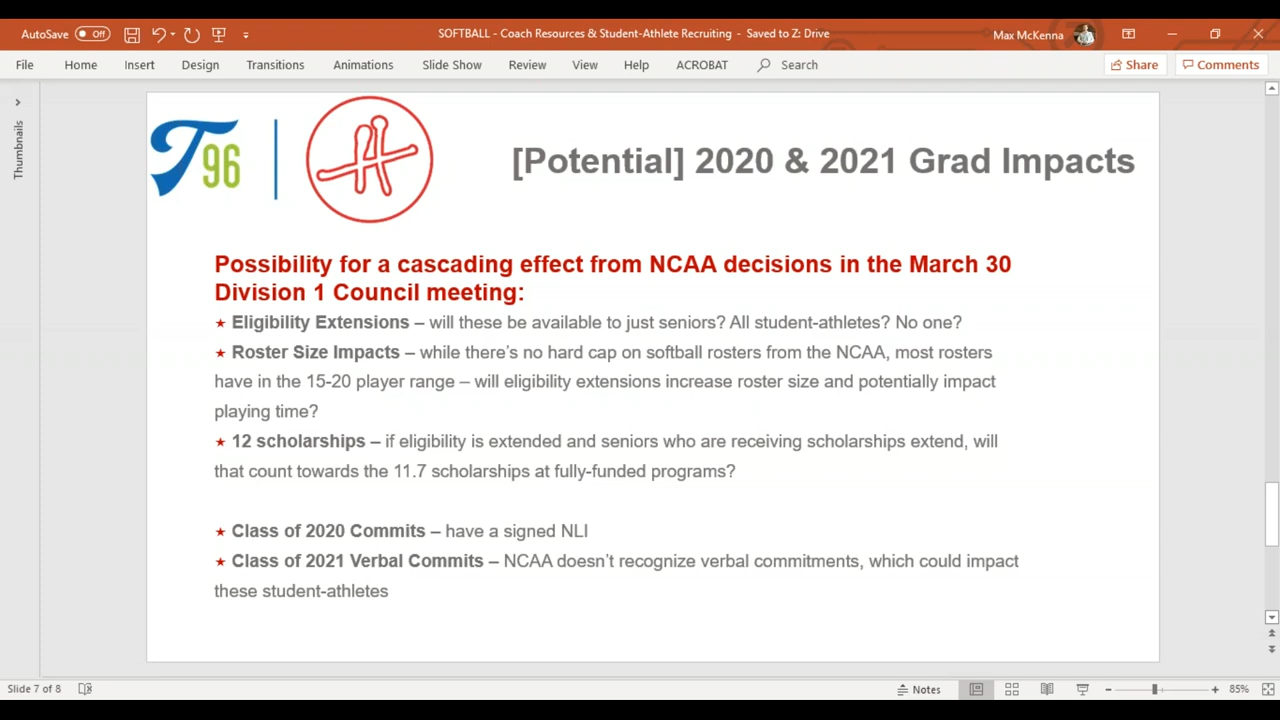 AutoSave Off SOFTBALL - Coach Resources & Student-Athlete Recruiting - Saved to Z: Drive Max McKenna
File Home Insert Design Transitions Animations Slide Show Review View Help ACROBAT Search Share Comments
Thumbnails
T96
[Potential] 2020 & 2021 Grad Impacts
Possibility for a cascading effect from NCAA decisions in the March 30
Division 1 Council meeting:
★ Eligibility Extensions – will these be available to just seniors? All student-athletes? No one?
★ Roster Size Impacts – while there's no hard cap on softball rosters from the NCAA, most rosters
have in the 15-20 player range – will eligibility extensions increase roster size and potentially impact
playing time?
★ 12 scholarships – if eligibility is extended and seniors who are receiving scholarships extend, will
that count towards the 11.7 scholarships at fully-funded programs?
★ Class of 2020 Commits – have a signed NLI
★ Class of 2021 Verbal Commits – NCAA doesn't recognize verbal commitments, which could impact
these student-athletes
Slide 7 of 8 Notes 85%